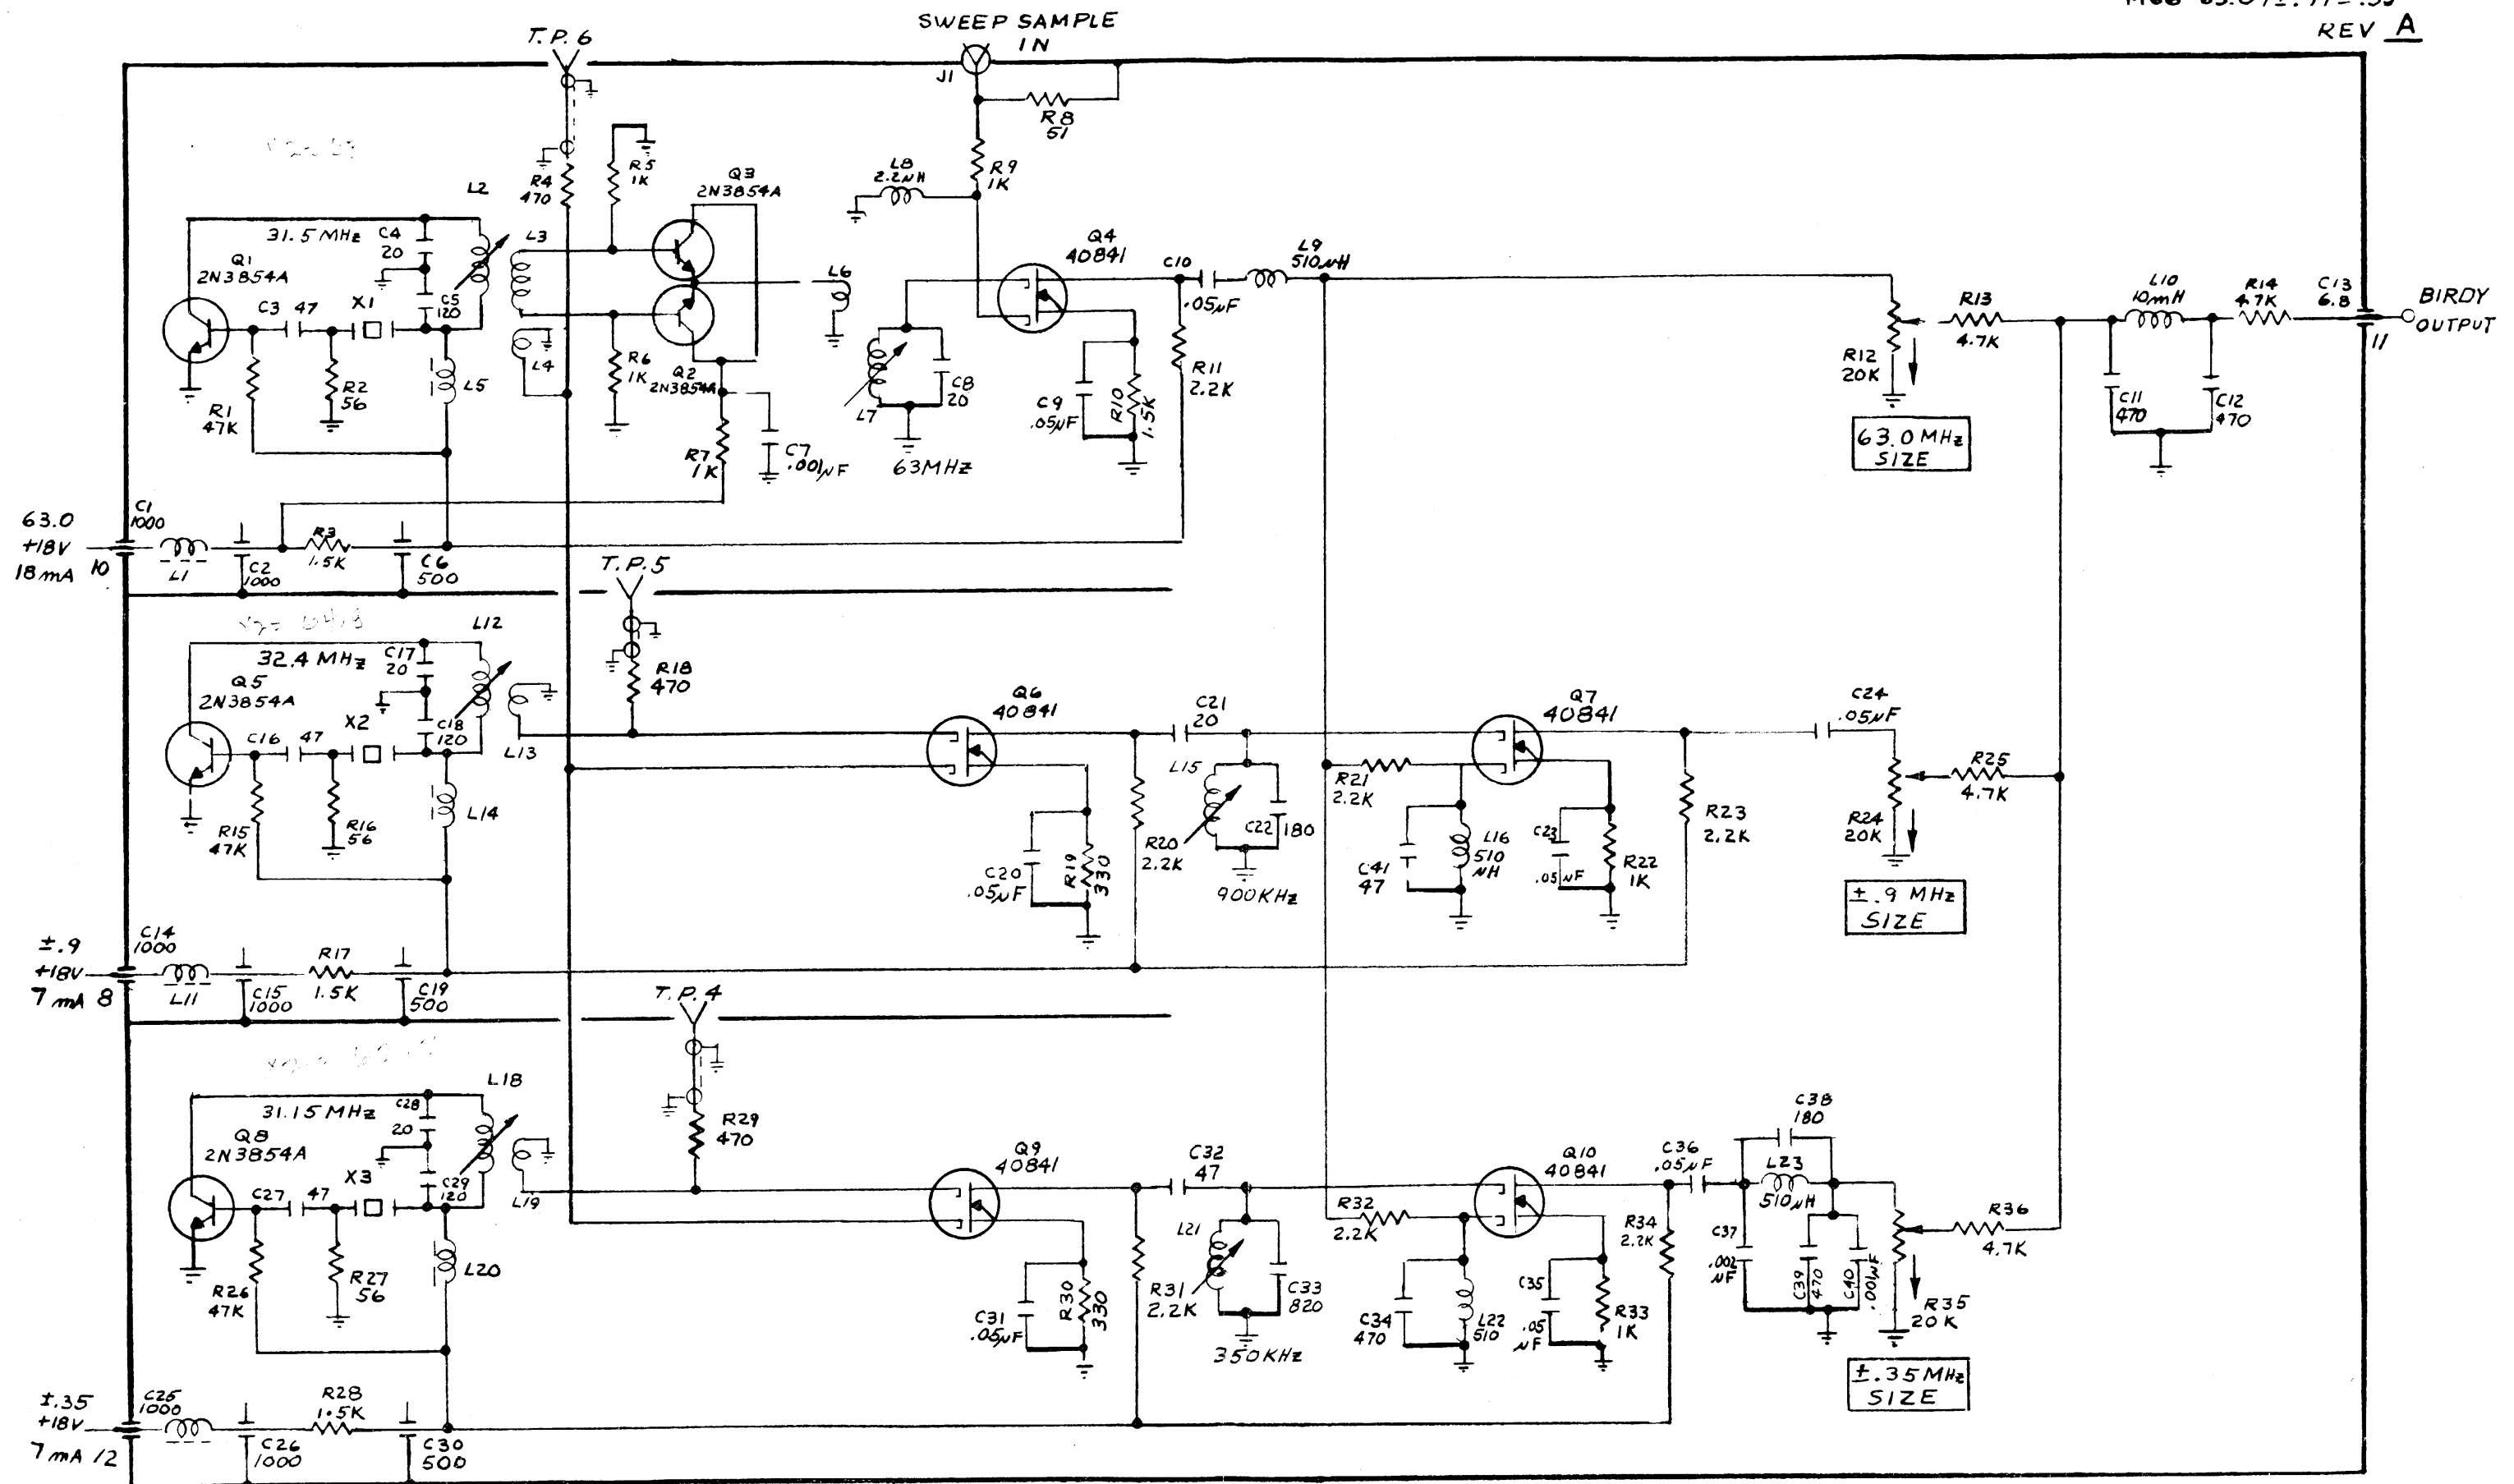 REV A
SWEEP SAMPLE
IN
T.P.6
J1
R8
51
R9
1K
L8
2.2µH
R4
470
R5
1K
Q3
2N3854A
L2
31.5 MHz
C4
20
Q1
2N3854A
C3 47
X1
C5
120
L3
L4
L5
L6
R1
47K
R2
56
R6
1K
Q2
2N3854A
R7
1K
C7
.001µF
L7
C8
20
63MHz
Q4
40841
C10
.05µF
L9
510µH
C9
.05µF
R10
1.5K
R11
2.2K
R12
20K
R13
4.7K
63.0 MHz
SIZE
L10
10mH
R14
4.7K
C13
6.8
C11
470
C12
470
BIRDY
OUTPUT
11
63.0
+18V
18mA 10
C1
1000
L1
C2
1000
R3
1.5K
C6
500
T.P.5
L12
32.4 MHz
C17
20
Q5
2N3854A
C16 47
X2
C18
120
L13
L14
R15
47K
R16
56
R18
470
Q6
40841
C21
20
L15
C20
.05µF
R19
330
R20
2.2K
C22 180
900KHz
R21
2.2K
Q7
40841
C41
47
L16
510
µH
C23
.05µF
R22
1K
R23
2.2K
C24
.05µF
R24
20K
R25
4.7K
±.9 MHz
SIZE
±.9
+18V
7 mA 8
C14
1000
L11
C15
1000
R17
1.5K
C19
500
T.P.4
L18
31.15 MHz
C28
20
Q8
2N3854A
C27 47
X3
C29
120
L19
L20
R26
47K
R27
56
R29
470
Q9
40841
C32
47
L21
C31
.05µF
R30
330
R31
2.2K
C33
820
350KHz
R32
2.2K
Q10
40841
C34
470
L22
510
C35
.05
µF
R33
1K
R34
2.2K
C36
.05µF
C38
180
L23
510µH
C37
.002
µF
C39
470
C40
.001µF
R35
20K
R36
4.7K
±.35 MHz
SIZE
±.35
+18V
7 mA 12
C25
1000
C26
1000
R28
1.5K
C30
500